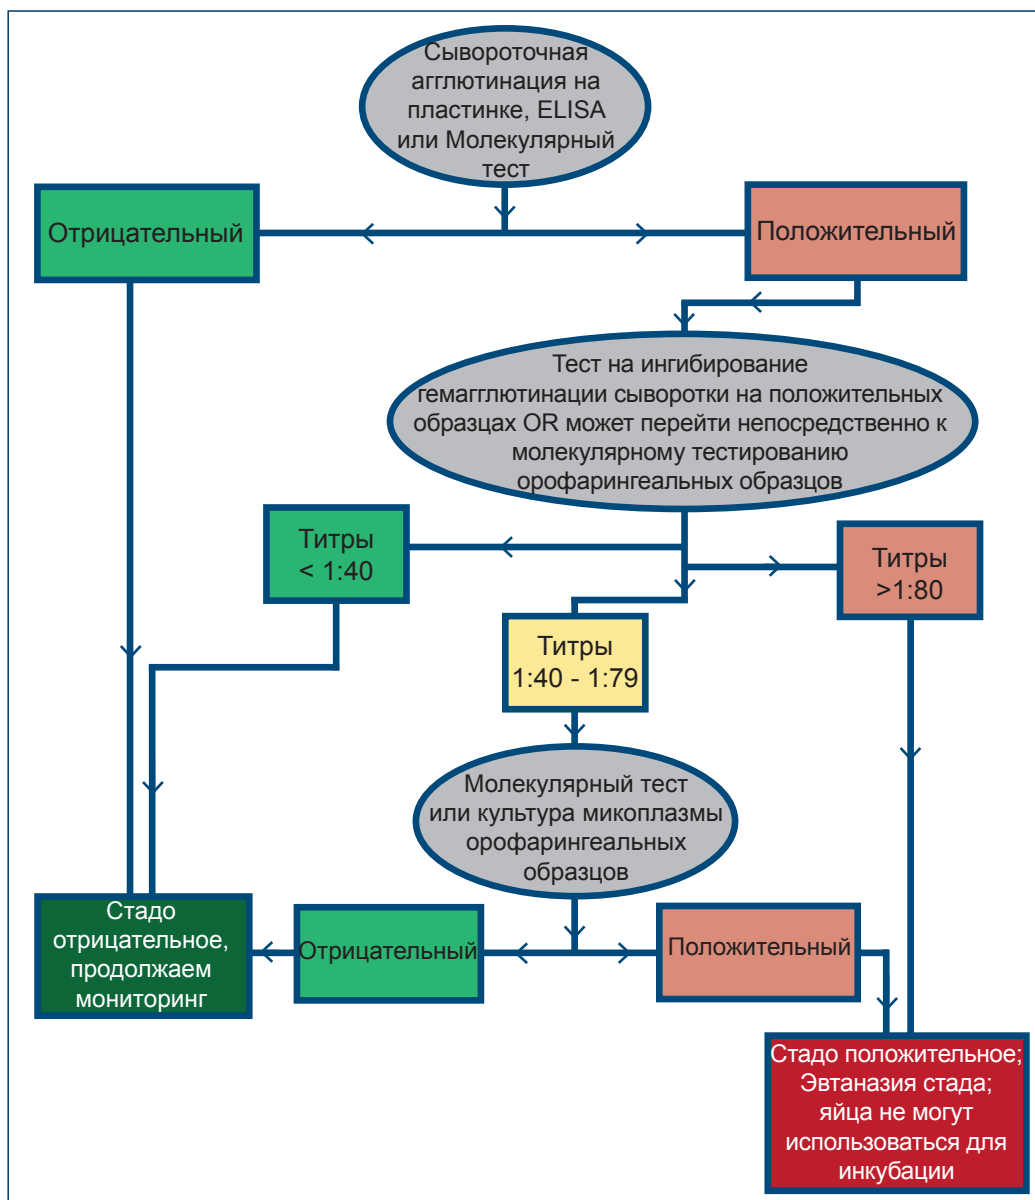 Сывороточная
агглютинация на
пластинке, ELISA
или Молекулярный
тест
Отрицательный
Положительный
Тест на ингибирование
гемагглютинации сыворотки на положительных
образцах OR может перейти непосредственно к
молекулярному тестированию
орофарингеальных образцов
Титры
< 1:40
Титры
>1:80
Титры
1:40 - 1:79
Молекулярный тест
или культура микоплазмы
орофарингеальных
образцов
Стадо
отрицательное,
продолжаем
мониторинг
Отрицательный
Положительный
Стадо положительное;
Эвтаназия стада;
яйца не могут
использоваться для
инкубации